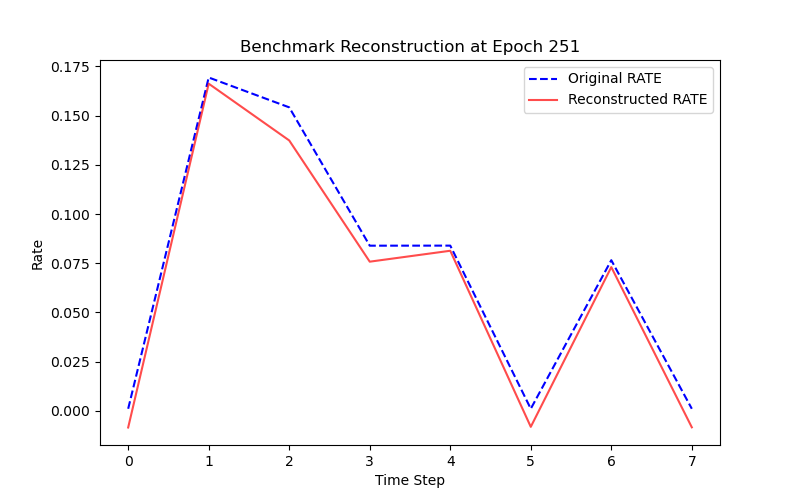 Benchmark Reconstruction at Epoch 251
Original RATE
Reconstructed RATE
0.175
0.150
0.125
0.100
0.075
0.050
0.025
0.000
Rate
0 1 2 3 4 5 6 7
Time Step